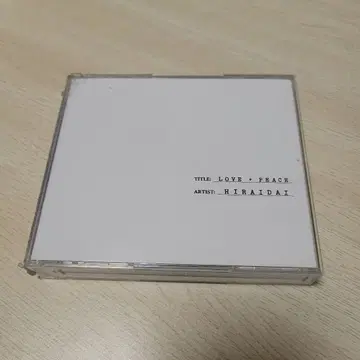 TITLE: LOVE + PEACE
ARTIST: HIRAIDAI